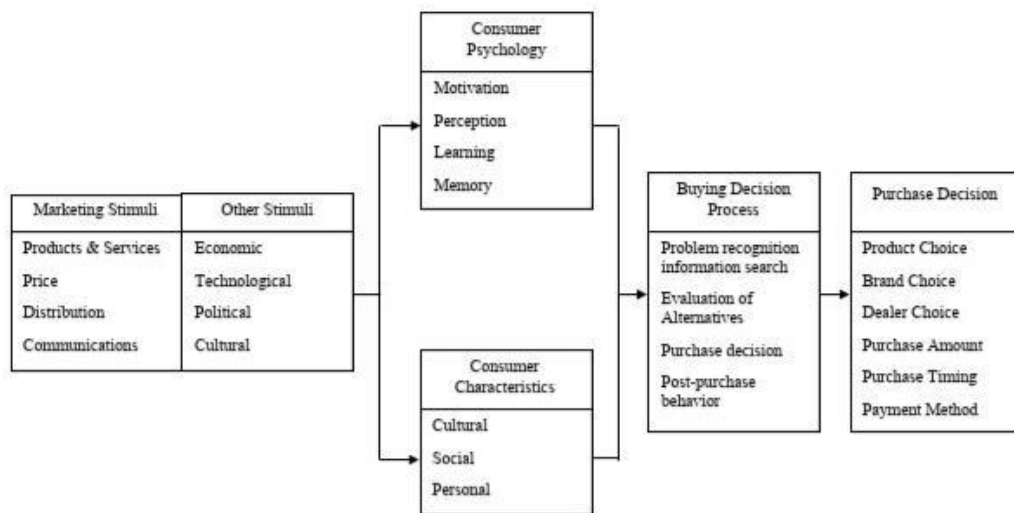 Marketing Stimuli
Products & Services
Price
Distribution
Communications
Other Stimuli
Economic
Technological
Political
Cultural
Consumer
Psychology
Motivation
Perception
Learning
Memory
Consumer
Characteristics
Cultural
Social
Personal
Buying Decision
Process
Problem recognition
information search
Evaluation of
Alternatives
Purchase decision
Post-purchase
behavior
Purchase Decision
Product Choice
Brand Choice
Dealer Choice
Purchase Amount
Purchase Timing
Payment Method